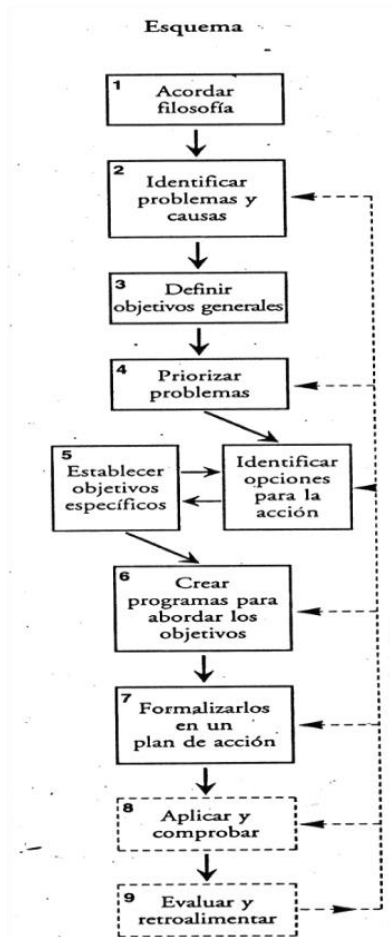 Esquema
1
Acordar
filosofía
2
Identificar
problemas y
causas
3
Definir
objetivos generales
4
Priorizar
problemas
5
Establecer
objetivos
específicos
Identificar
opciones
para la
acción
6
Crear
programas para
abordar los
objetivos
7
Formalizarlos
en un
plan de acción
8
Aplicar y
comprobar
9
Evaluar y
retroalimentar